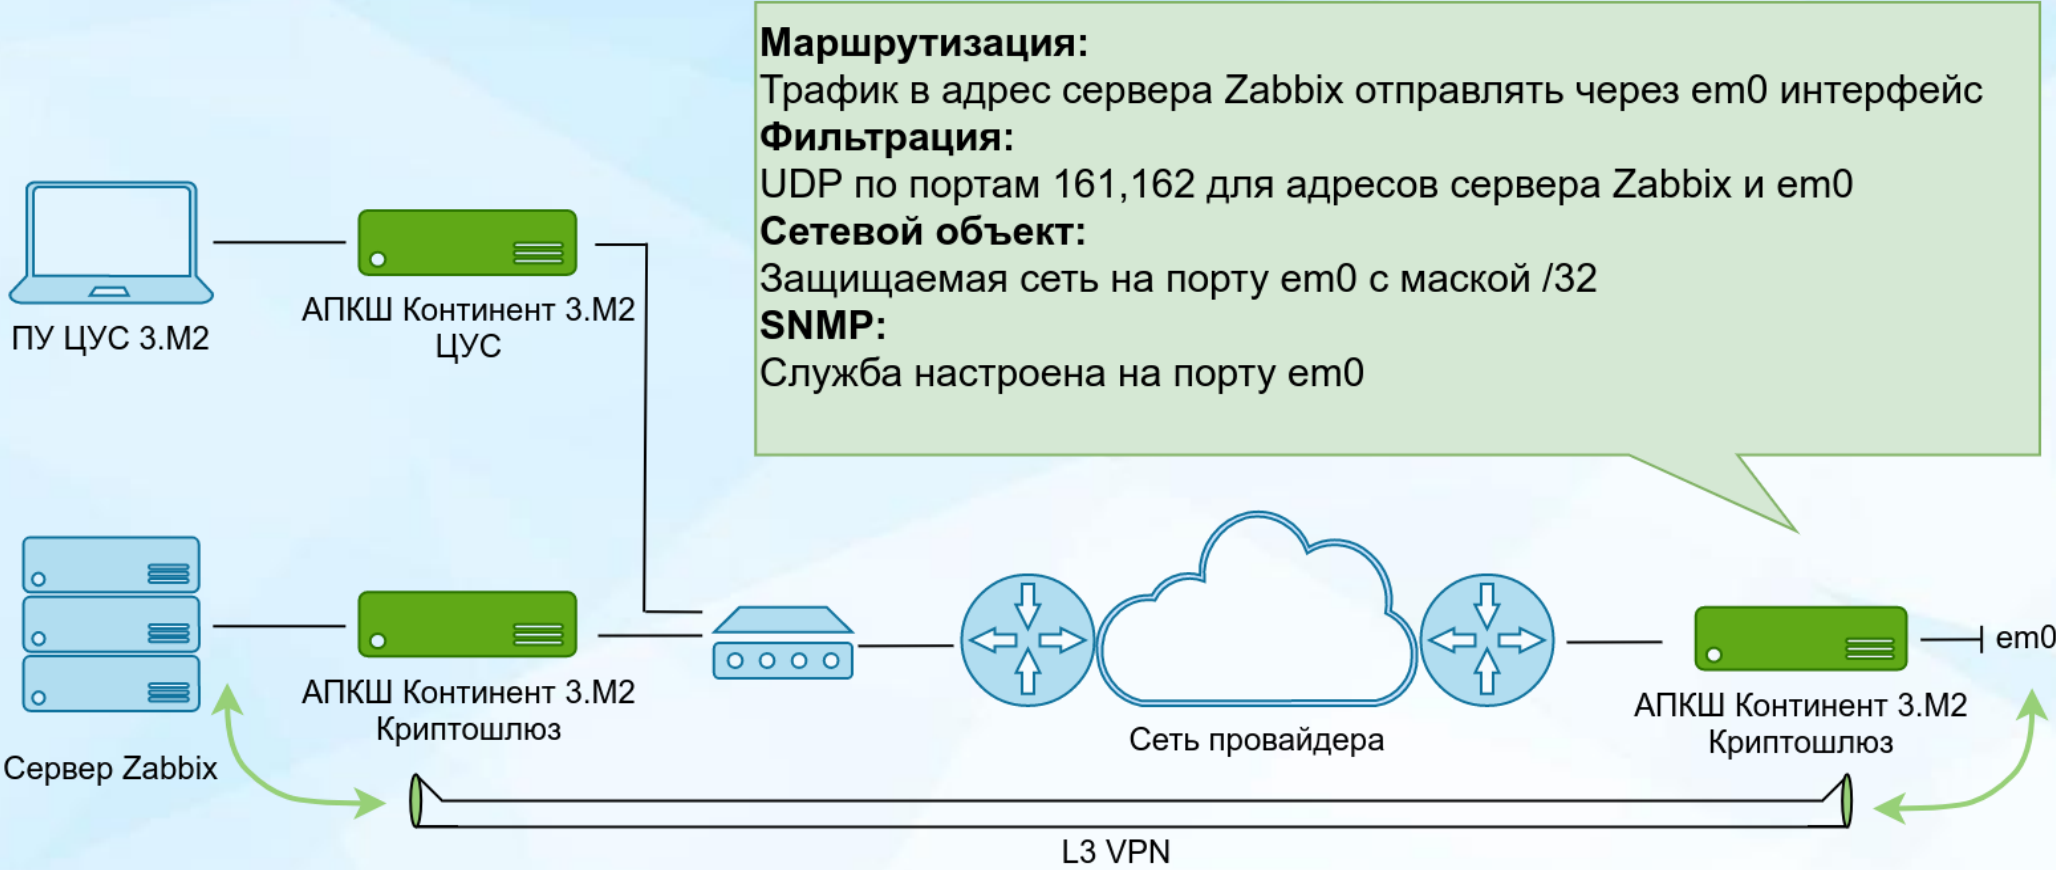 Маршрутизация:
Трафик в адрес сервера Zabbix отправлять через em0 интерфейс
Фильтрация:
UDP по портам 161,162 для адресов сервера Zabbix и em0
Сетевой объект:
Защищаемая сеть на порту em0 с маской /32
SNMP:
Служба настроена на порту em0
ПУ ЦУС 3.М2
АПКШ Континент 3.М2
ЦУС
Сервер Zabbix
АПКШ Континент 3.М2
Криптошлюз
Сеть провайдера
АПКШ Континент 3.М2
Криптошлюз
em0
L3 VPN